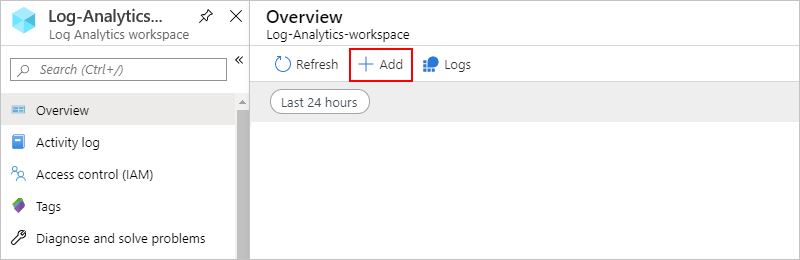 Log-Analytics...
Log Analytics workspace
Search (Ctrl+/)
Overview
Activity log
Access control (IAM)
Tags
Diagnose and solve problems
Overview
Log-Analytics-workspace
Refresh
Add
Logs
Last 24 hours